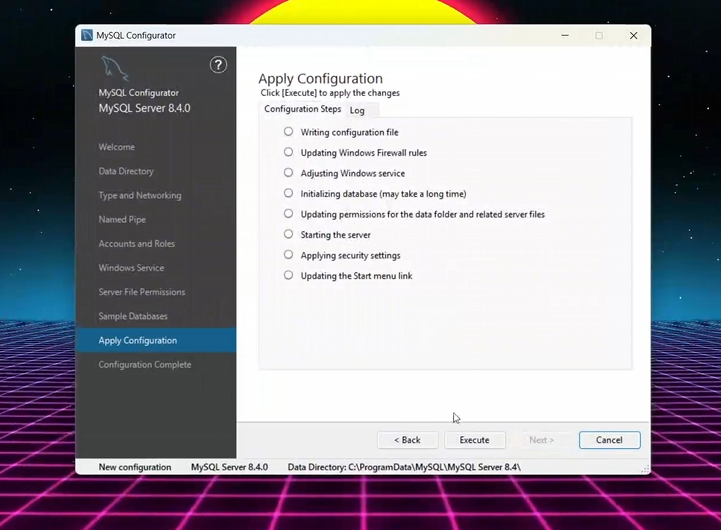 MySQL Configurator
?
MySQL Configurator
MySQL Server 8.4.0
Welcome
Data Directory
Type and Networking
Named Pipe
Accounts and Roles
Windows Service
Server File Permissions
Sample Databases
Apply Configuration
Configuration Complete
Apply Configuration
Click [Execute] to apply the changes
Configuration Steps Log
Writing configuration file
Updating Windows Firewall rules
Adjusting Windows service
Initializing database (may take a long time)
Updating permissions for the data folder and related server files
Starting the server
Applying security settings
Updating the Start menu link
< Back Execute Next > Cancel
New configuration MySQL Server 8.4.0 Data Directory: C:\ProgramData\MySQL\MySQL Server 8.4\